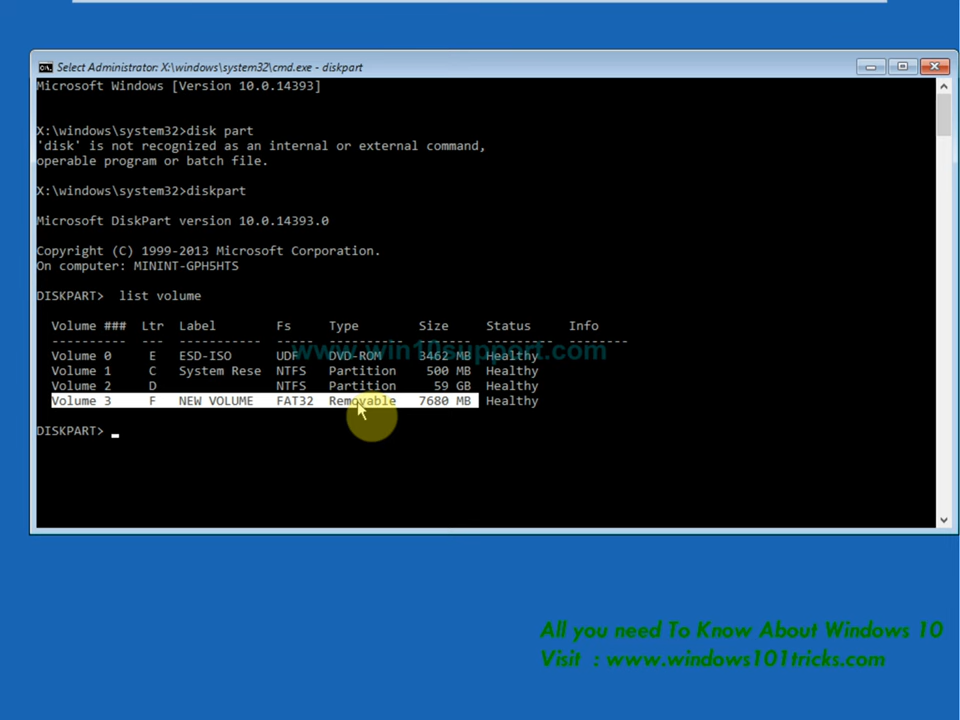 Select Administrator: X:\windows\system32\cmd.exe - diskpart
Microsoft Windows [Version 10.0.14393]
X:\windows\system32>disk part
'disk' is not recognized as an internal or external command,
operable program or batch file.
X:\windows\system32>diskpart
Microsoft DiskPart version 10.0.14393.0
Copyright (C) 1999-2013 Microsoft Corporation.
On computer: MININT-GPH5HTS
DISKPART>  list volume
Volume ###  Ltr  Label        Fs     Type        Size     Status     Info
----------  ---  -----------  -----  ----------  -------  ---------  --------
www.win10support.com
Volume 0     E   ESD-ISO      UDF    DVD-ROM     3462 MB  Healthy
Volume 1     C   System Rese  NTFS   Partition    500 MB  Healthy
Volume 2     D                NTFS   Partition     59 GB  Healthy
Volume 3     F   NEW VOLUME   FAT32  Removable   7680 MB  Healthy
DISKPART>
All you need To Know About Windows 10
Visit : www.windows101tricks.com